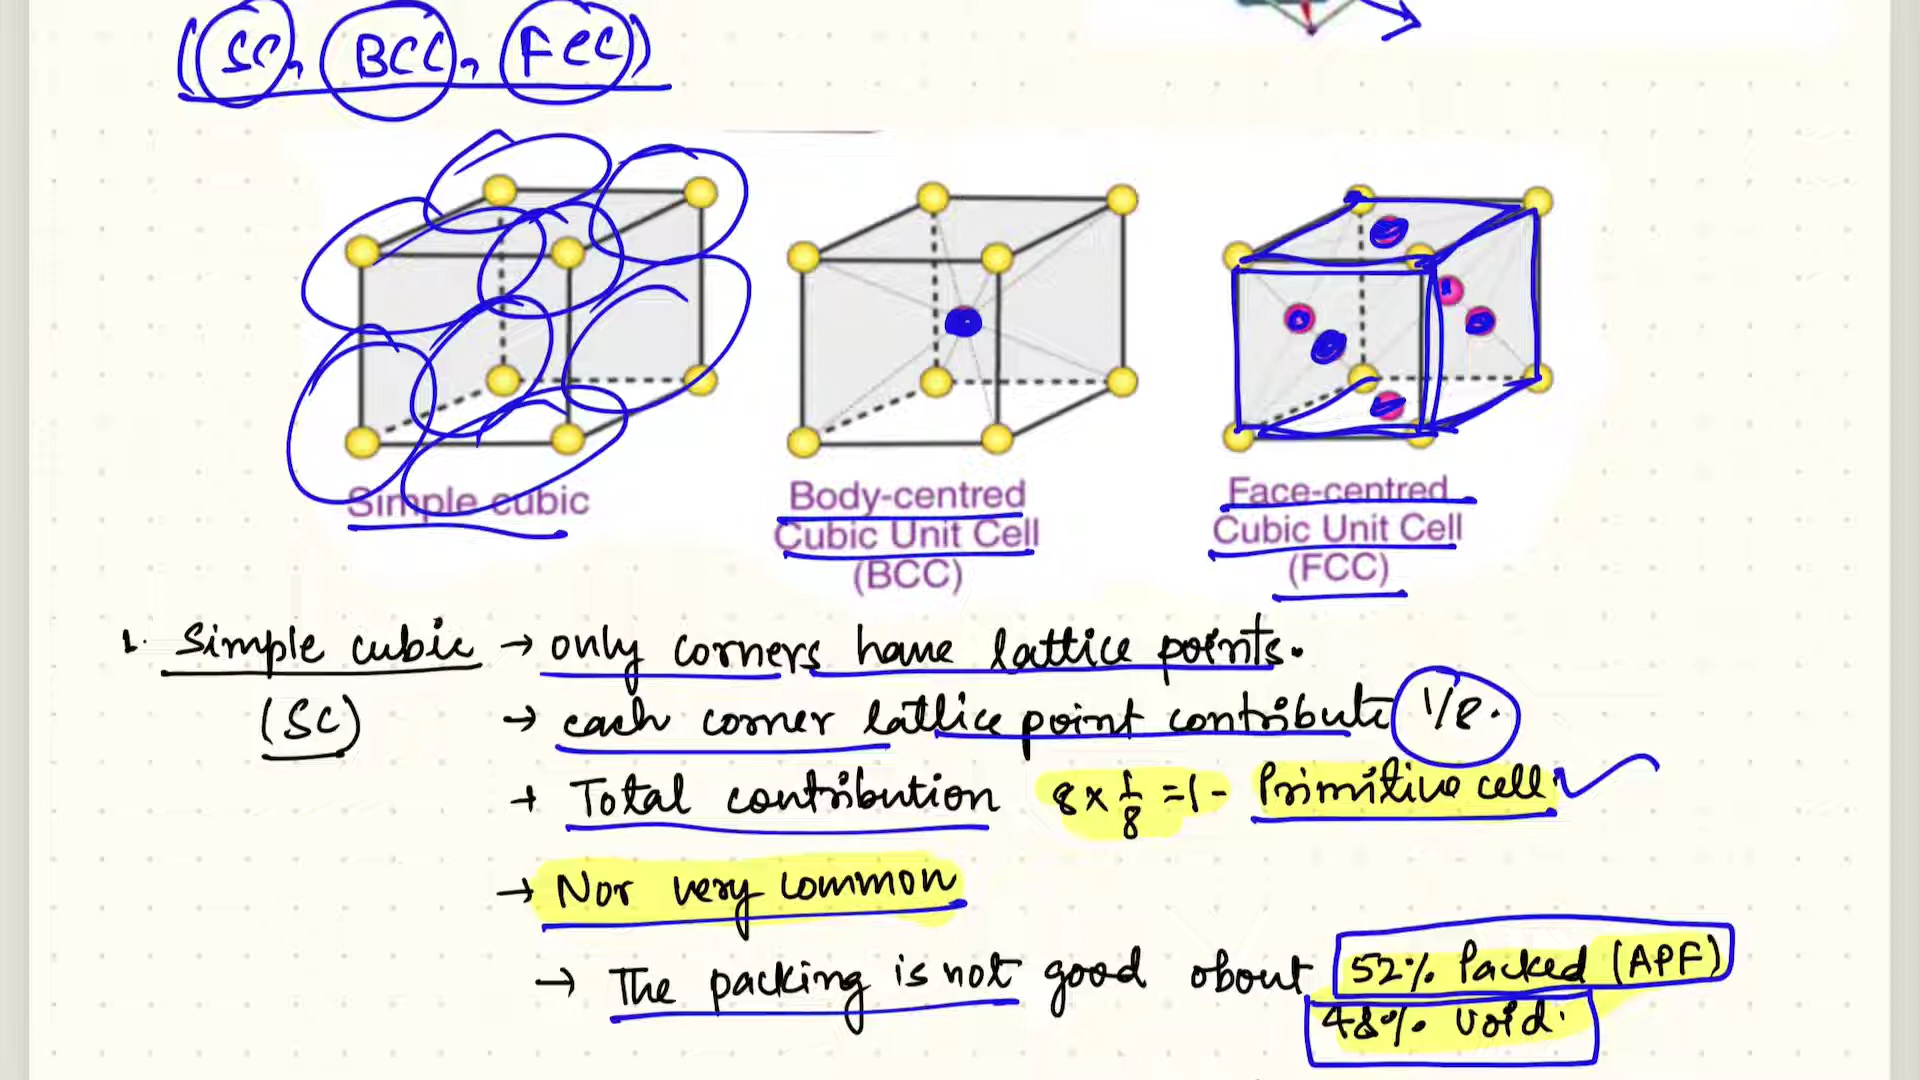 (SC, BCC, FCC)
Simple cubic
Body-centred
Cubic Unit Cell
(BCC)
Face-centred
Cubic Unit Cell
(FCC)
1. Simple cubic → only corners have lattice points.
(SC) → each corner lattice point contribute 1/8.
→ Total contribution 8 × 1/8 = 1 - Primitive cell
→ Nor very common
→ The packing is not good about 52% Packed (APF)
48% void.